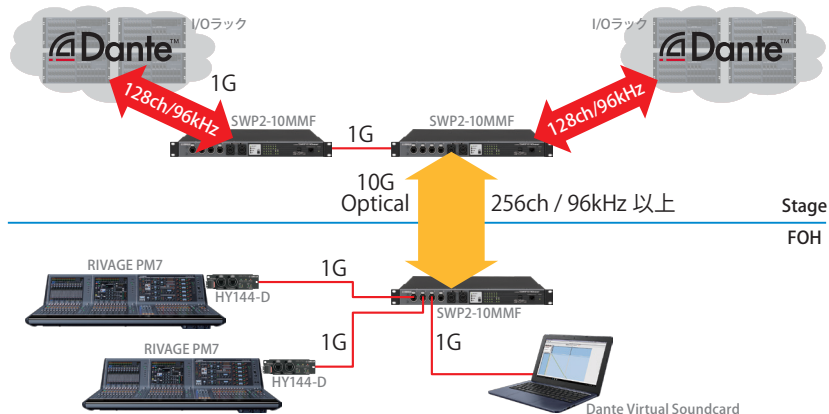 I/Oラック
Dante™
1G
128ch/96kHz
SWP2-10MMF
1G
I/Oラック
Dante™
128ch/96kHz
SWP2-10MMF
10G
Optical
256ch / 96kHz 以上
Stage
FOH
RIVAGE PM7
HY144-D
1G
SWP2-10MMF
RIVAGE PM7
HY144-D
1G
1G
Dante Virtual Soundcard